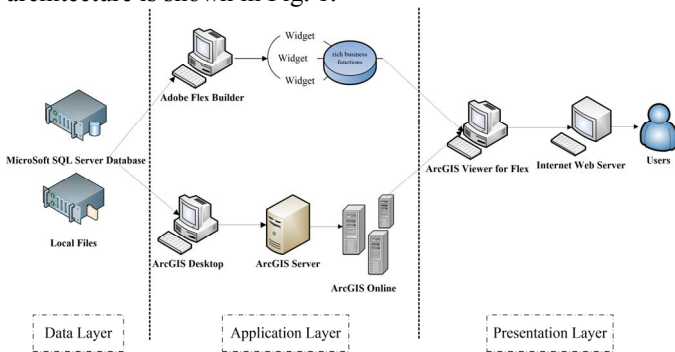 architecture is shown in Fig. 1.
Widget
Widget
Widget
rich business
functions
Adobe Flex Builder
MicroSoft SQL Server Database
Local Files
ArcGIS Desktop
ArcGIS Server
ArcGIS Online
ArcGIS Viewer for Flex
Internet Web Server
Users
Data Layer
Application Layer
Presentation Layer